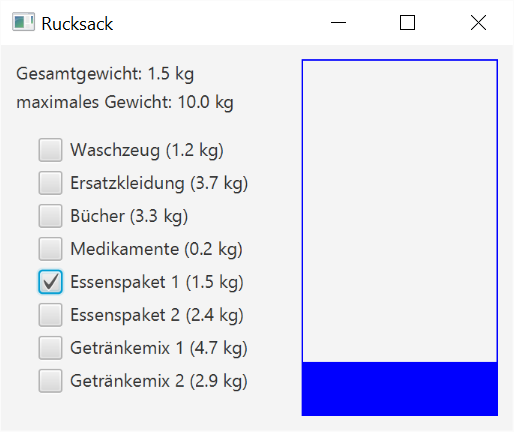 Rucksack
Gesamtgewicht: 1.5 kg
maximales Gewicht: 10.0 kg
Waschzeug (1.2 kg)
Ersatzkleidung (3.7 kg)
Bücher (3.3 kg)
Medikamente (0.2 kg)
Essenspaket 1 (1.5 kg)
Essenspaket 2 (2.4 kg)
Getränkemix 1 (4.7 kg)
Getränkemix 2 (2.9 kg)